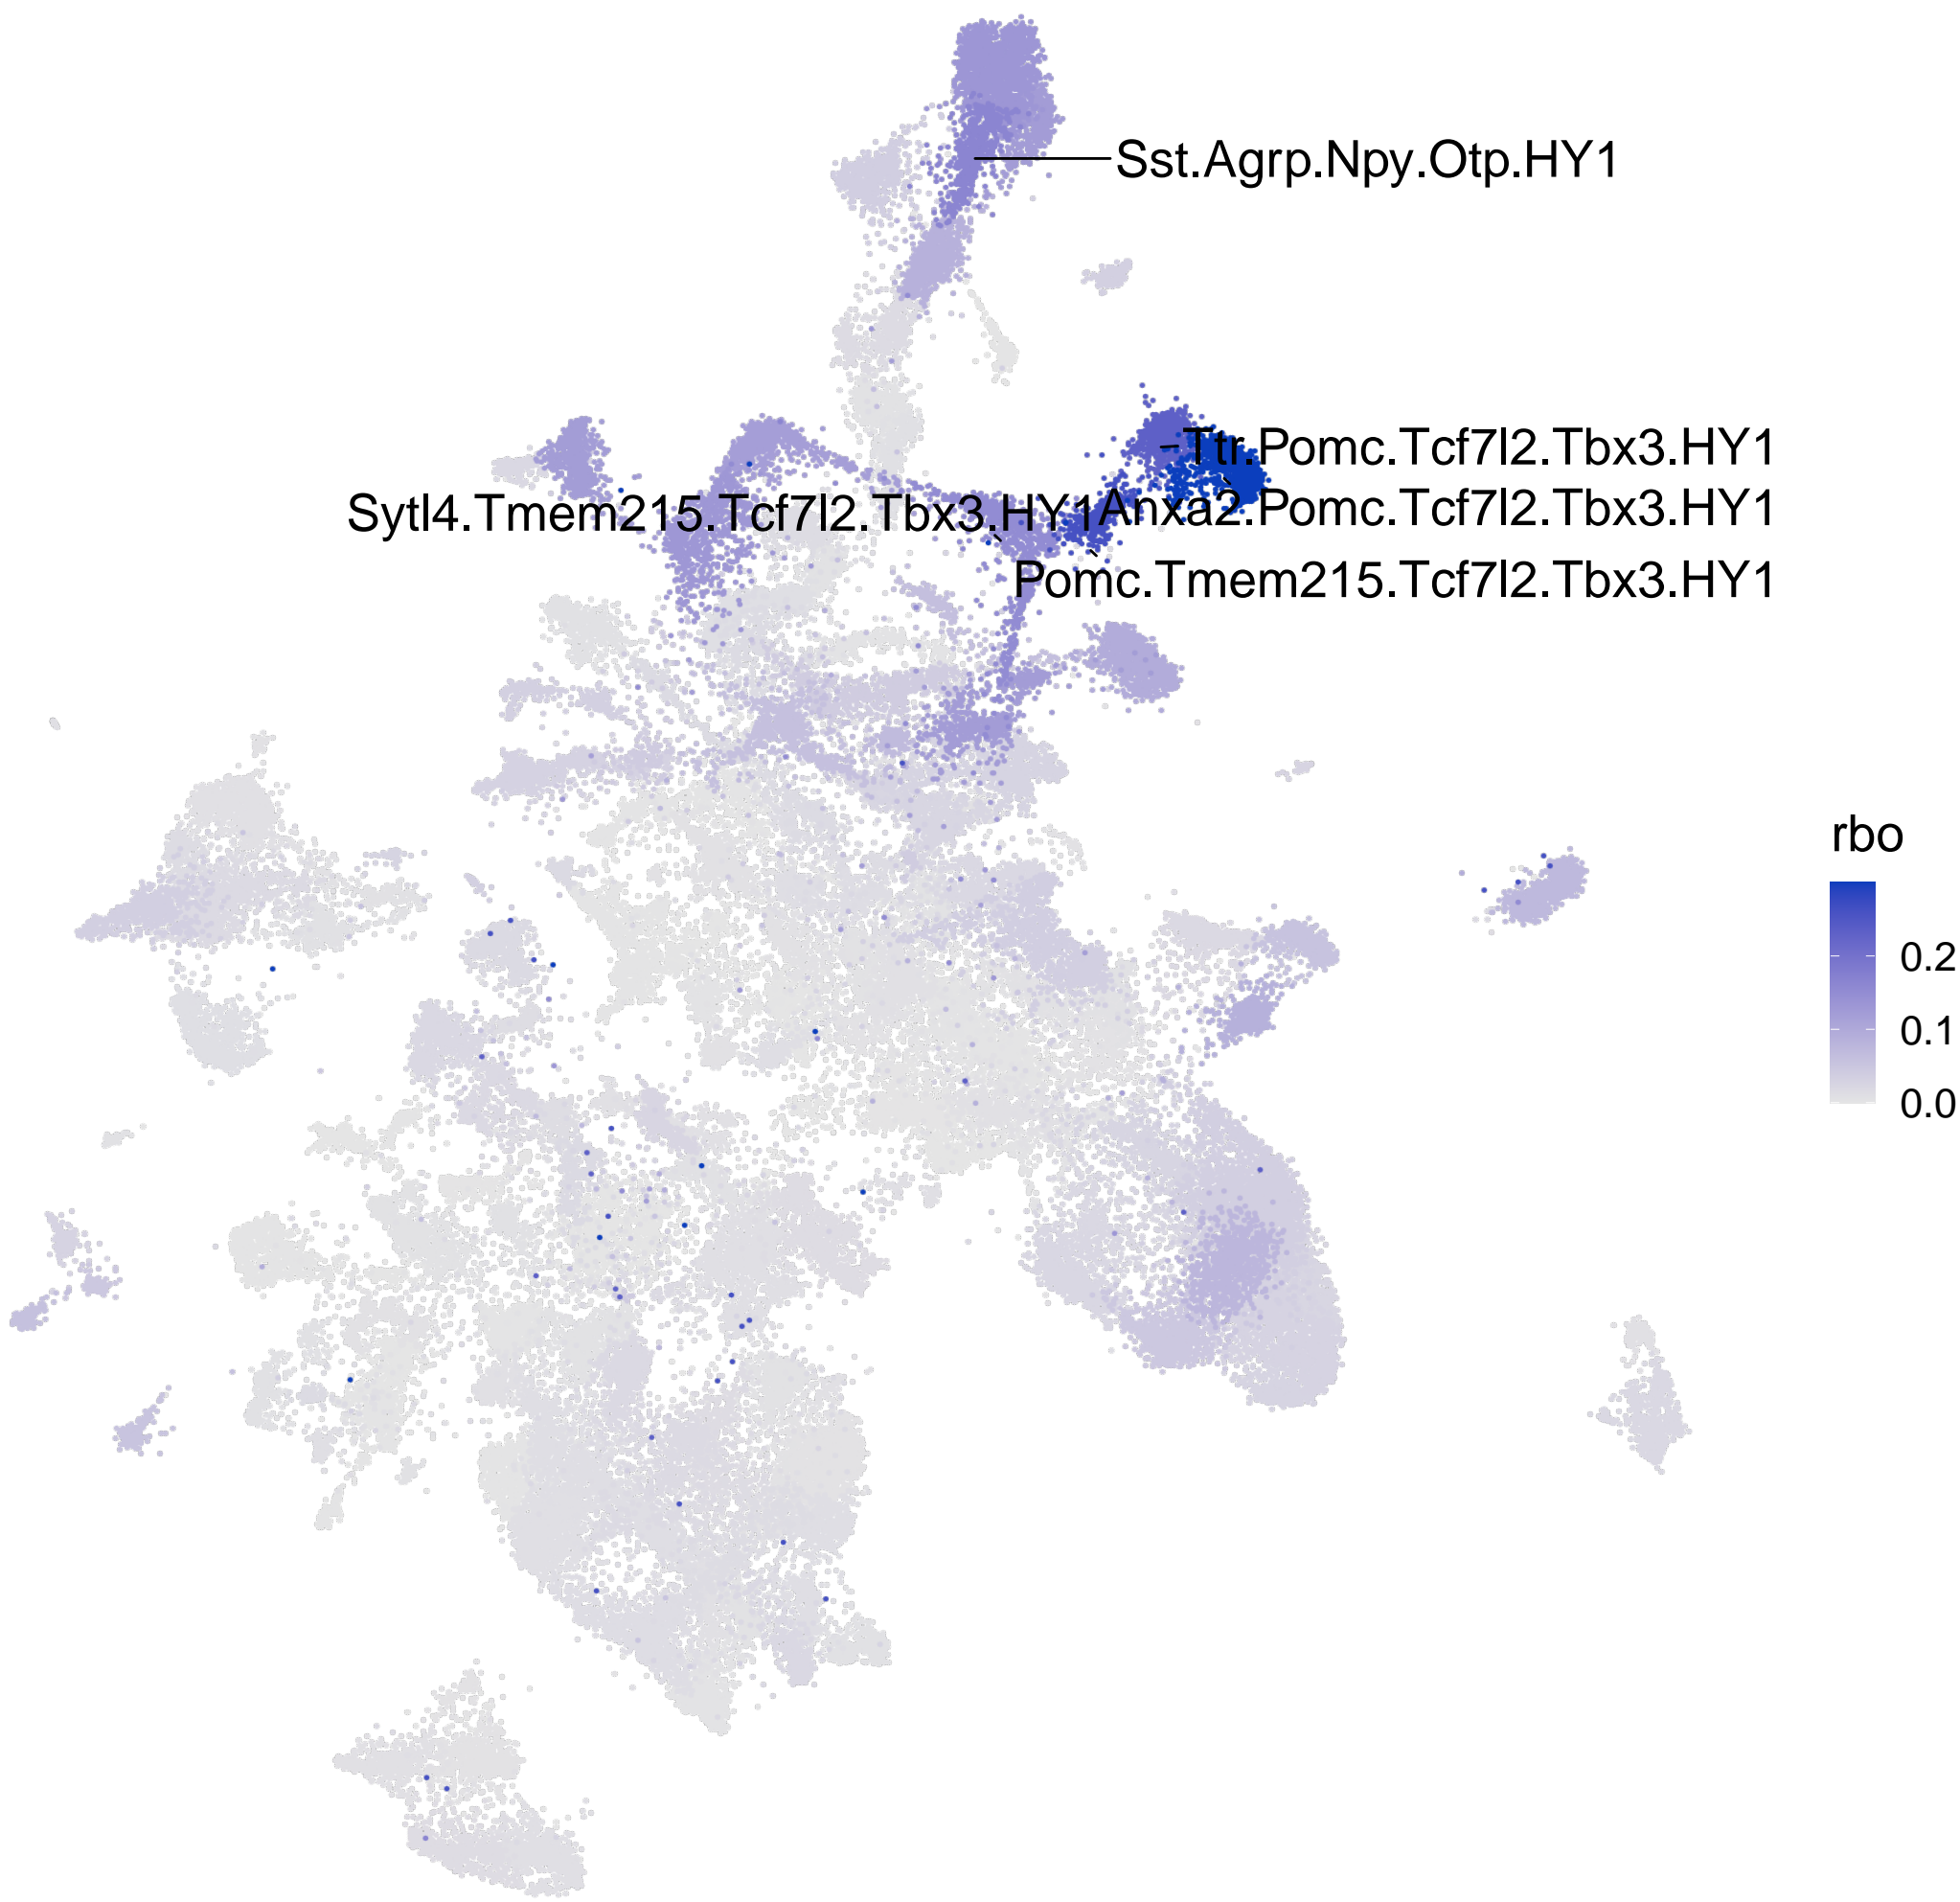 Sst.Agrp.Npy.Otp.HY1
Ttr.Pomc.Tcf7l2.Tbx3.HY1
Sytl4.Tmem215.Tcf7l2.Tbx3.HY1
Anxa2.Pomc.Tcf7l2.Tbx3.HY1
Pomc.Tmem215.Tcf7l2.Tbx3.HY1
rbo
0.2
0.1
0.0